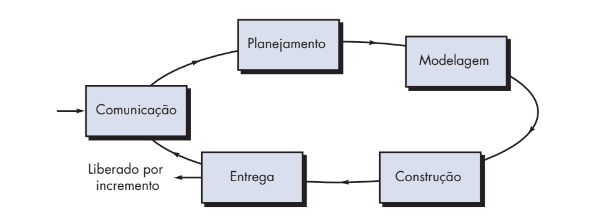 Planejamento
Modelagem
Comunicação
Liberado por
incremento
Entrega
Construção